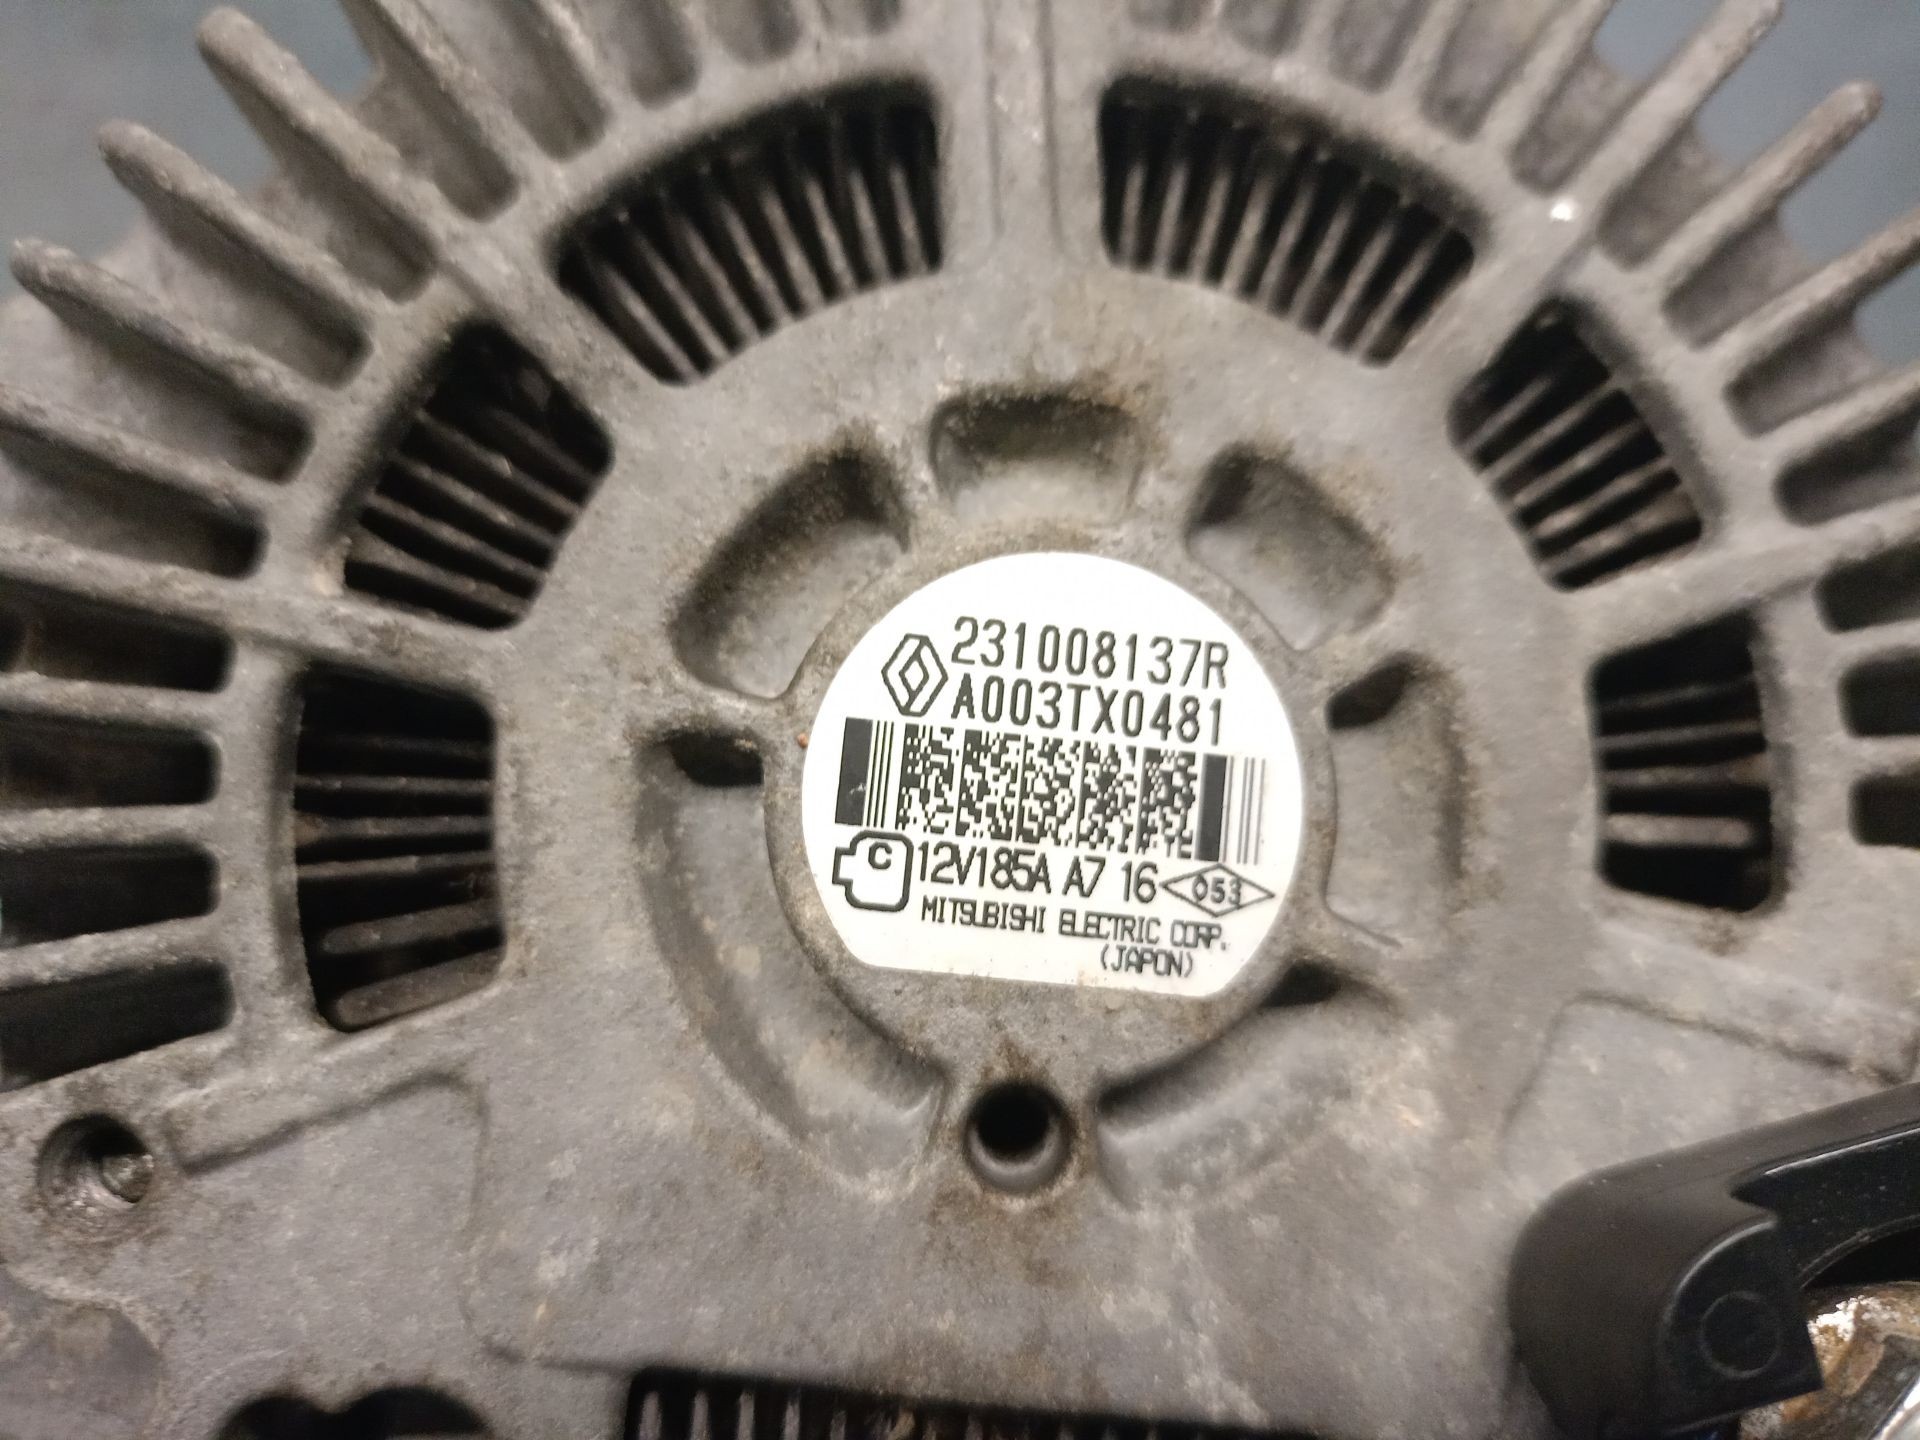 231008137R
A003TX0481
C 12V185A A7 16 053
MITSUBISHI ELECTRIC CORP.
(JAPON)